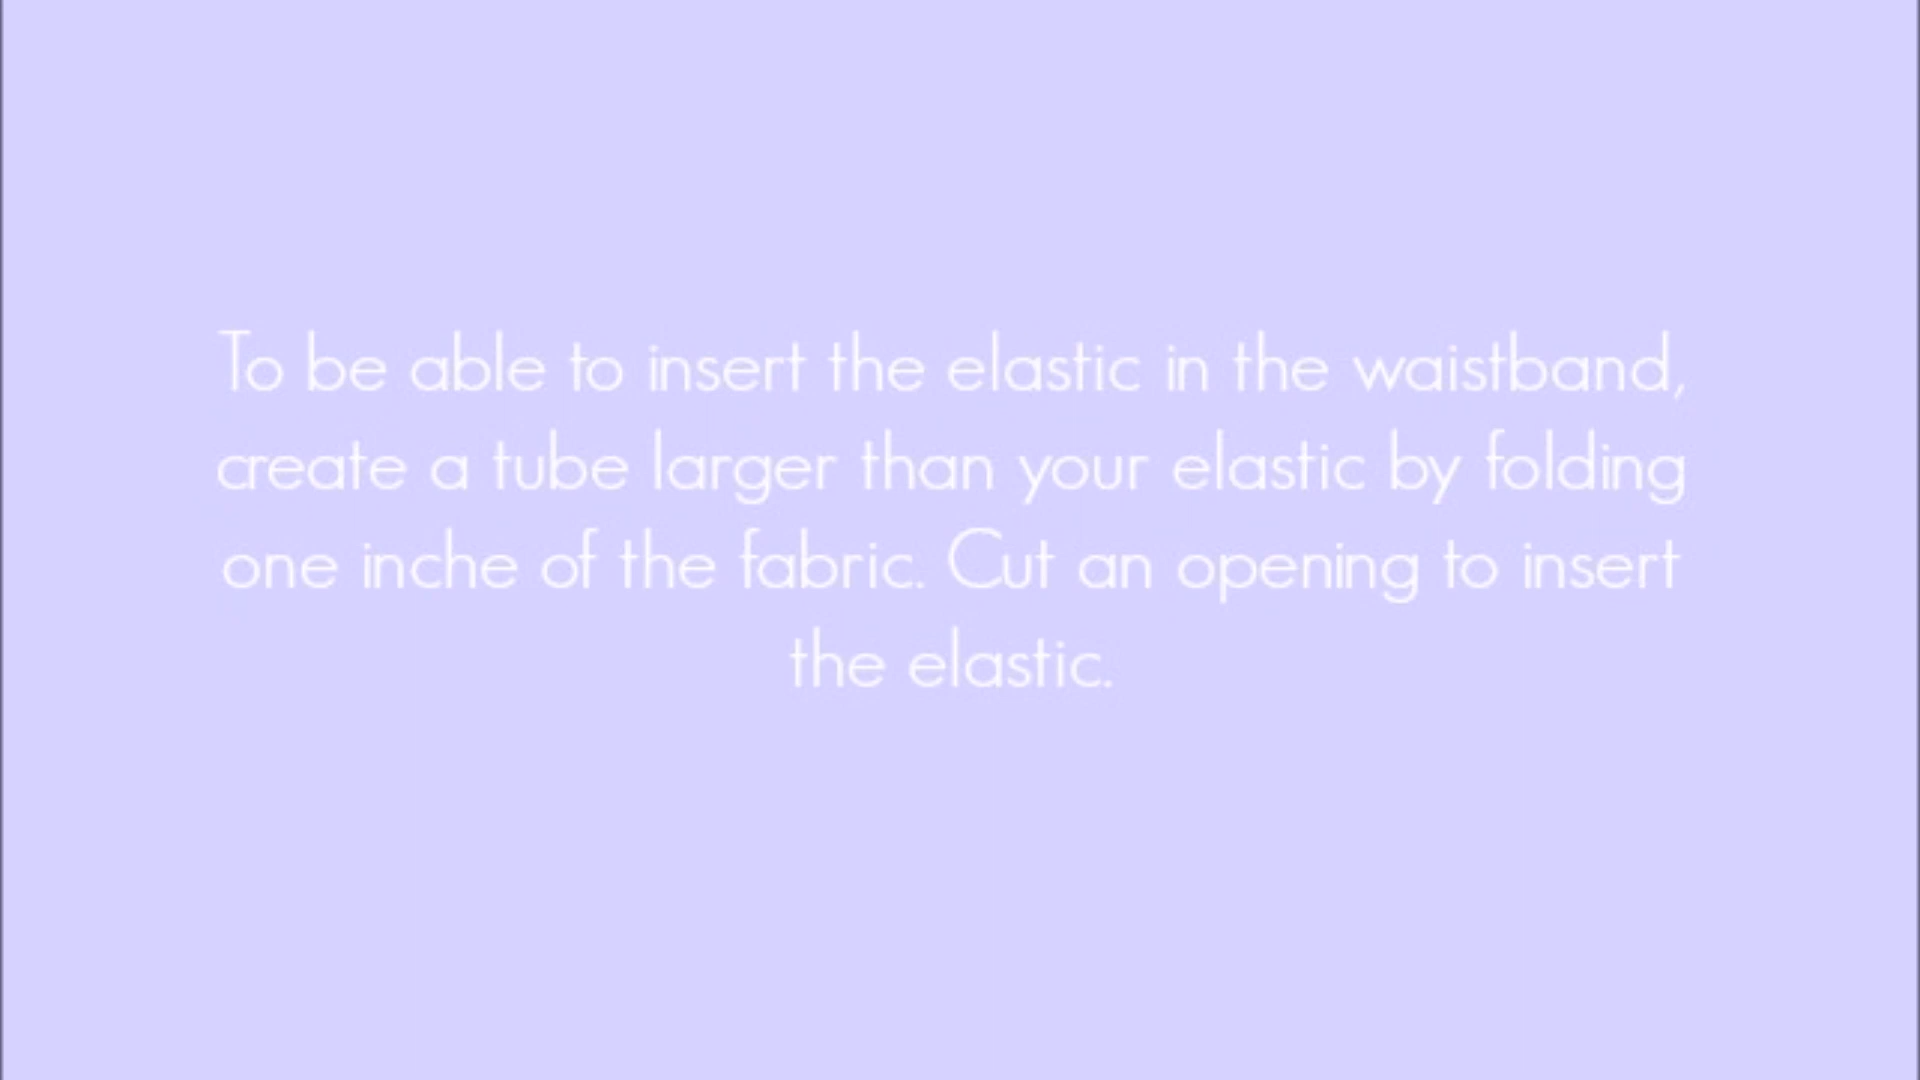 To be able to insert the elastic in the waistband,
create a tube larger than your elastic by folding
one inche of the fabric. Cut an opening to insert
the elastic.